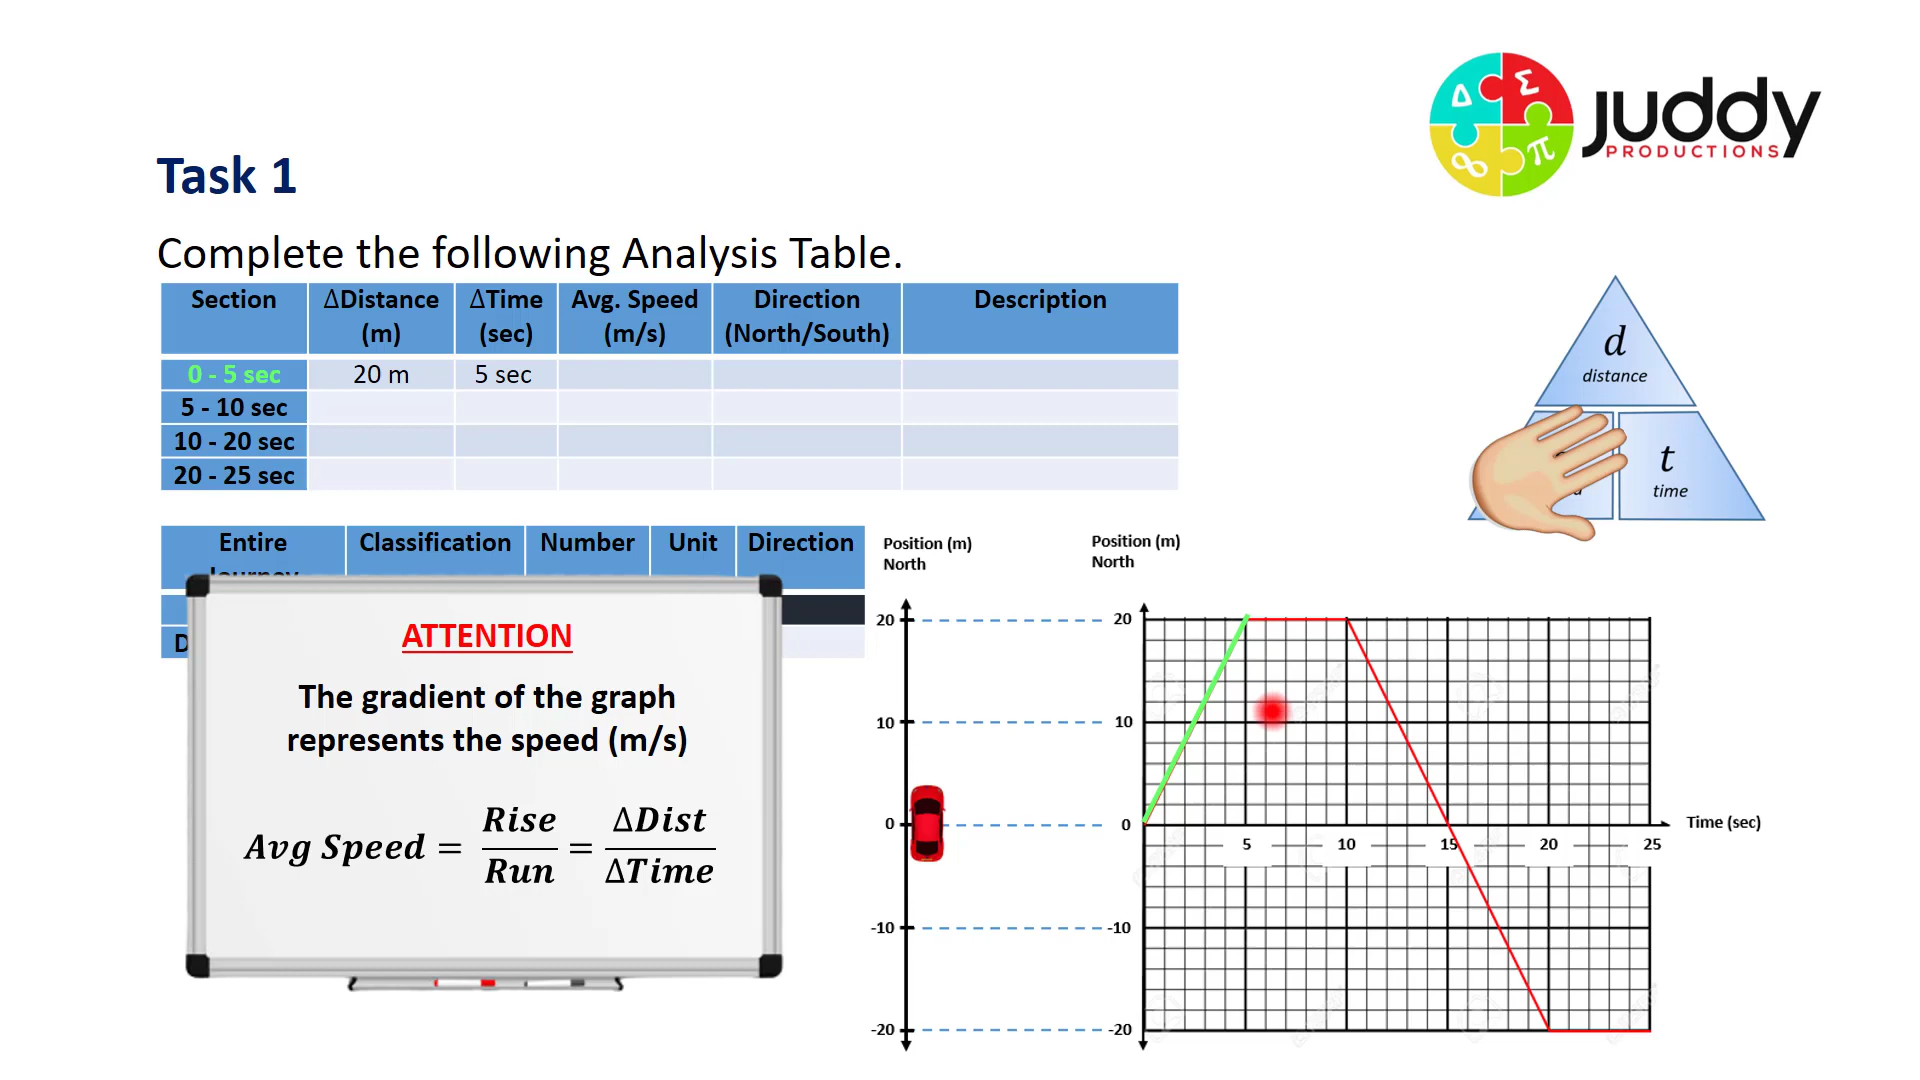 Δ Σ ∞ π
juddy
PRODUCTIONS
Task 1
Complete the following Analysis Table.
Section ΔDistance (m) ΔTime (sec) Avg. Speed (m/s) Direction (North/South) Description
0 - 5 sec 20 m 5 sec
5 - 10 sec
10 - 20 sec
20 - 25 sec
d
distance
t
time
Entire Classification Number Unit Direction
ATTENTION
The gradient of the graph
represents the speed (m/s)
Avg Speed = Rise/Run = ΔDist/ΔTime
Position (m)
North
20
10
0
-10
-20
Position (m)
North
20
10
0
-10
-20
5 10 15 20 25
Time (sec)